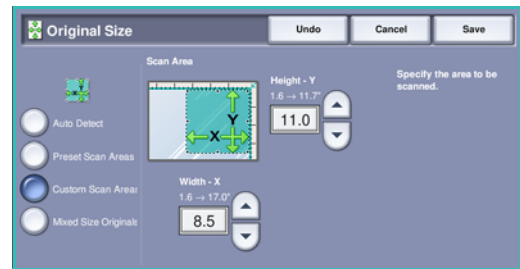 Original Size
Undo
Cancel
Save
Scan Area
Auto Detect
Preset Scan Areas
Custom Scan Areas
Mixed Size Originals
Y
X
Height - Y
1.6 → 11.7"
11.0
Width - X
1.6 → 17.0"
8.5
Specify the area to be
scanned.